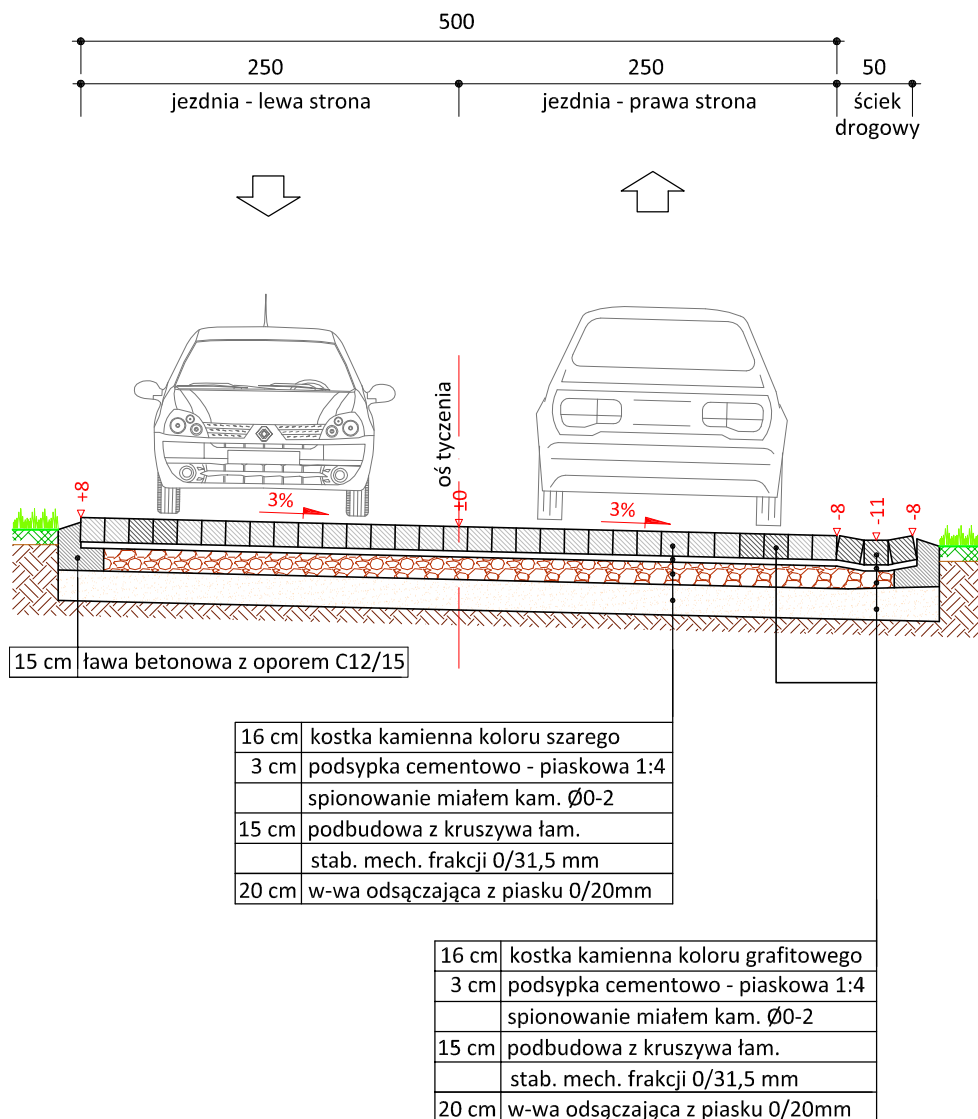 500
250 250 50
jezdnia - lewa strona jezdnia - prawa strona ściek
drogowy
oś tyczenia
+8 3% ±0 3% -8 -11 -8
15 cm ława betonowa z oporem C12/15
16 cm kostka kamienna koloru szarego
3 cm podsypka cementowo - piaskowa 1:4
spionowanie miałem kam. Ø0-2
15 cm podbudowa z kruszywa łam.
stab. mech. frakcji 0/31,5 mm
20 cm w-wa odsączająca z piasku 0/20mm
16 cm kostka kamienna koloru grafitowego
3 cm podsypka cementowo - piaskowa 1:4
spionowanie miałem kam. Ø0-2
15 cm podbudowa z kruszywa łam.
stab. mech. frakcji 0/31,5 mm
20 cm w-wa odsączająca z piasku 0/20mm